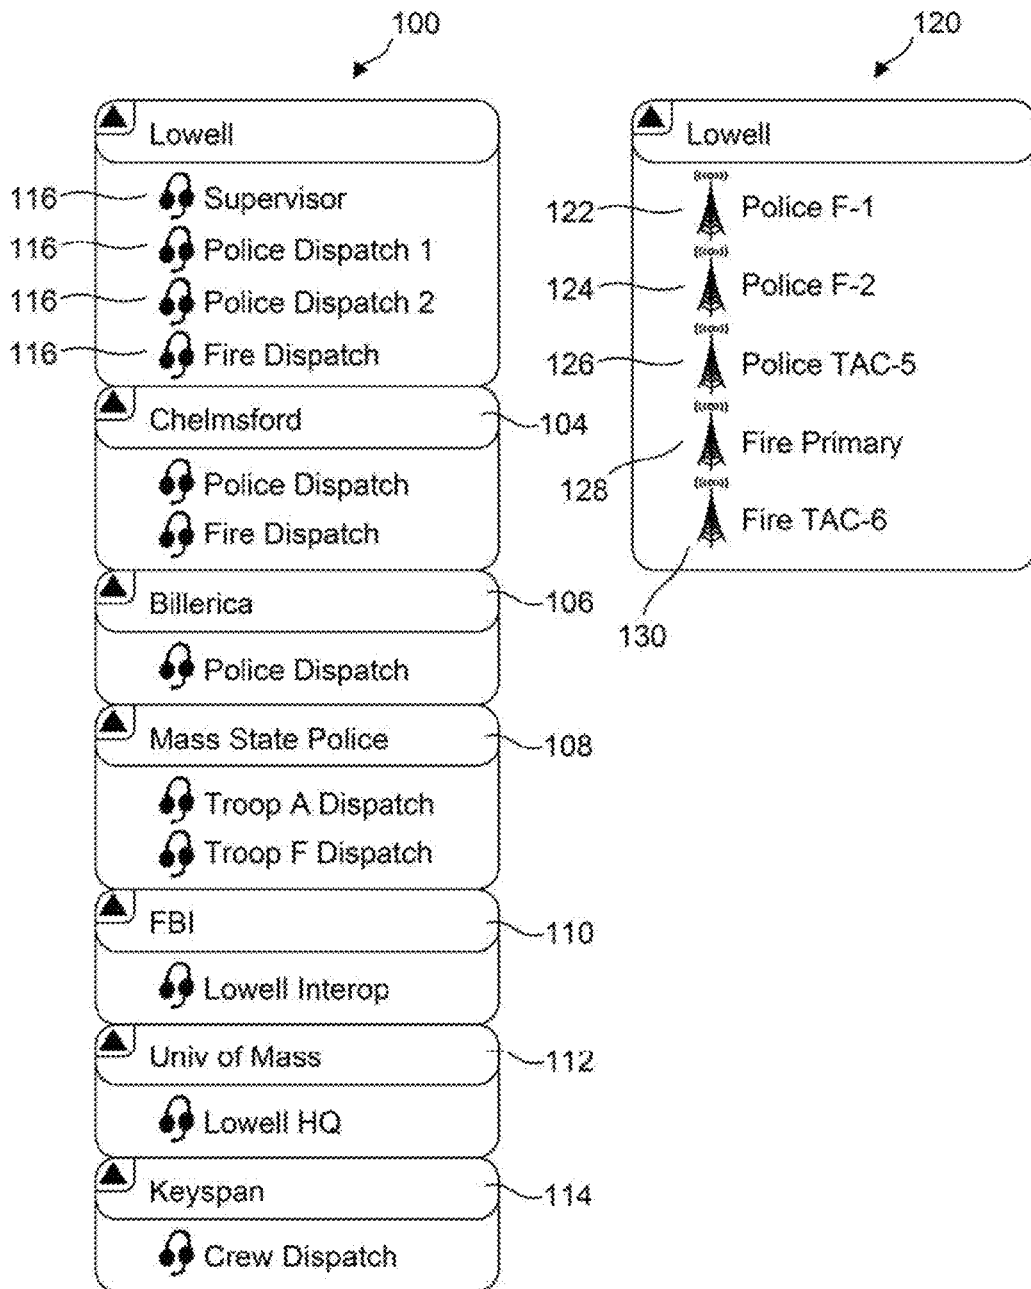 100
120
Lowell
116
Supervisor
116
Police Dispatch 1
116
Police Dispatch 2
116
Fire Dispatch
Chelmsford
104
Police Dispatch
Fire Dispatch
Billerica
106
Police Dispatch
Mass State Police
108
Troop A Dispatch
Troop F Dispatch
FBI
110
Lowell Interop
Univ of Mass
112
Lowell HQ
Keyspan
114
Crew Dispatch
Lowell
122
Police F-1
124
Police F-2
126
Police TAC-5
Fire Primary
128
Fire TAC-6
130